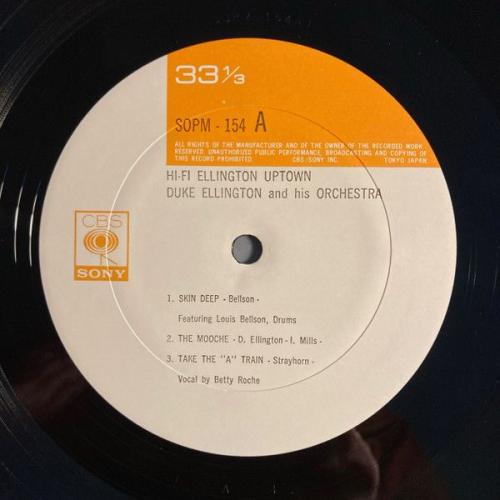 33 1/3
SOPM - 154 A
ALL RIGHTS OF THE MANUFACTURER AND OF THE OWNER OF THE RECORDED WORK
RESERVED. UNAUTHORIZED PUBLIC PERFORMANCE, BROADCASTING AND COPYING OF
THIS RECORD PROHIBITED. CBS/SONY INC. TOKYO JAPAN
HI-FI ELLINGTON UPTOWN
DUKE ELLINGTON and his ORCHESTRA
CBS
SONY
1. SKIN DEEP - Bellson -
Featuring Louis Bellson, Drums
2. THE MOOCHE - D. Ellington - I. Mills -
3. TAKE THE "A" TRAIN - Strayhorn -
Vocal by Betty Roche